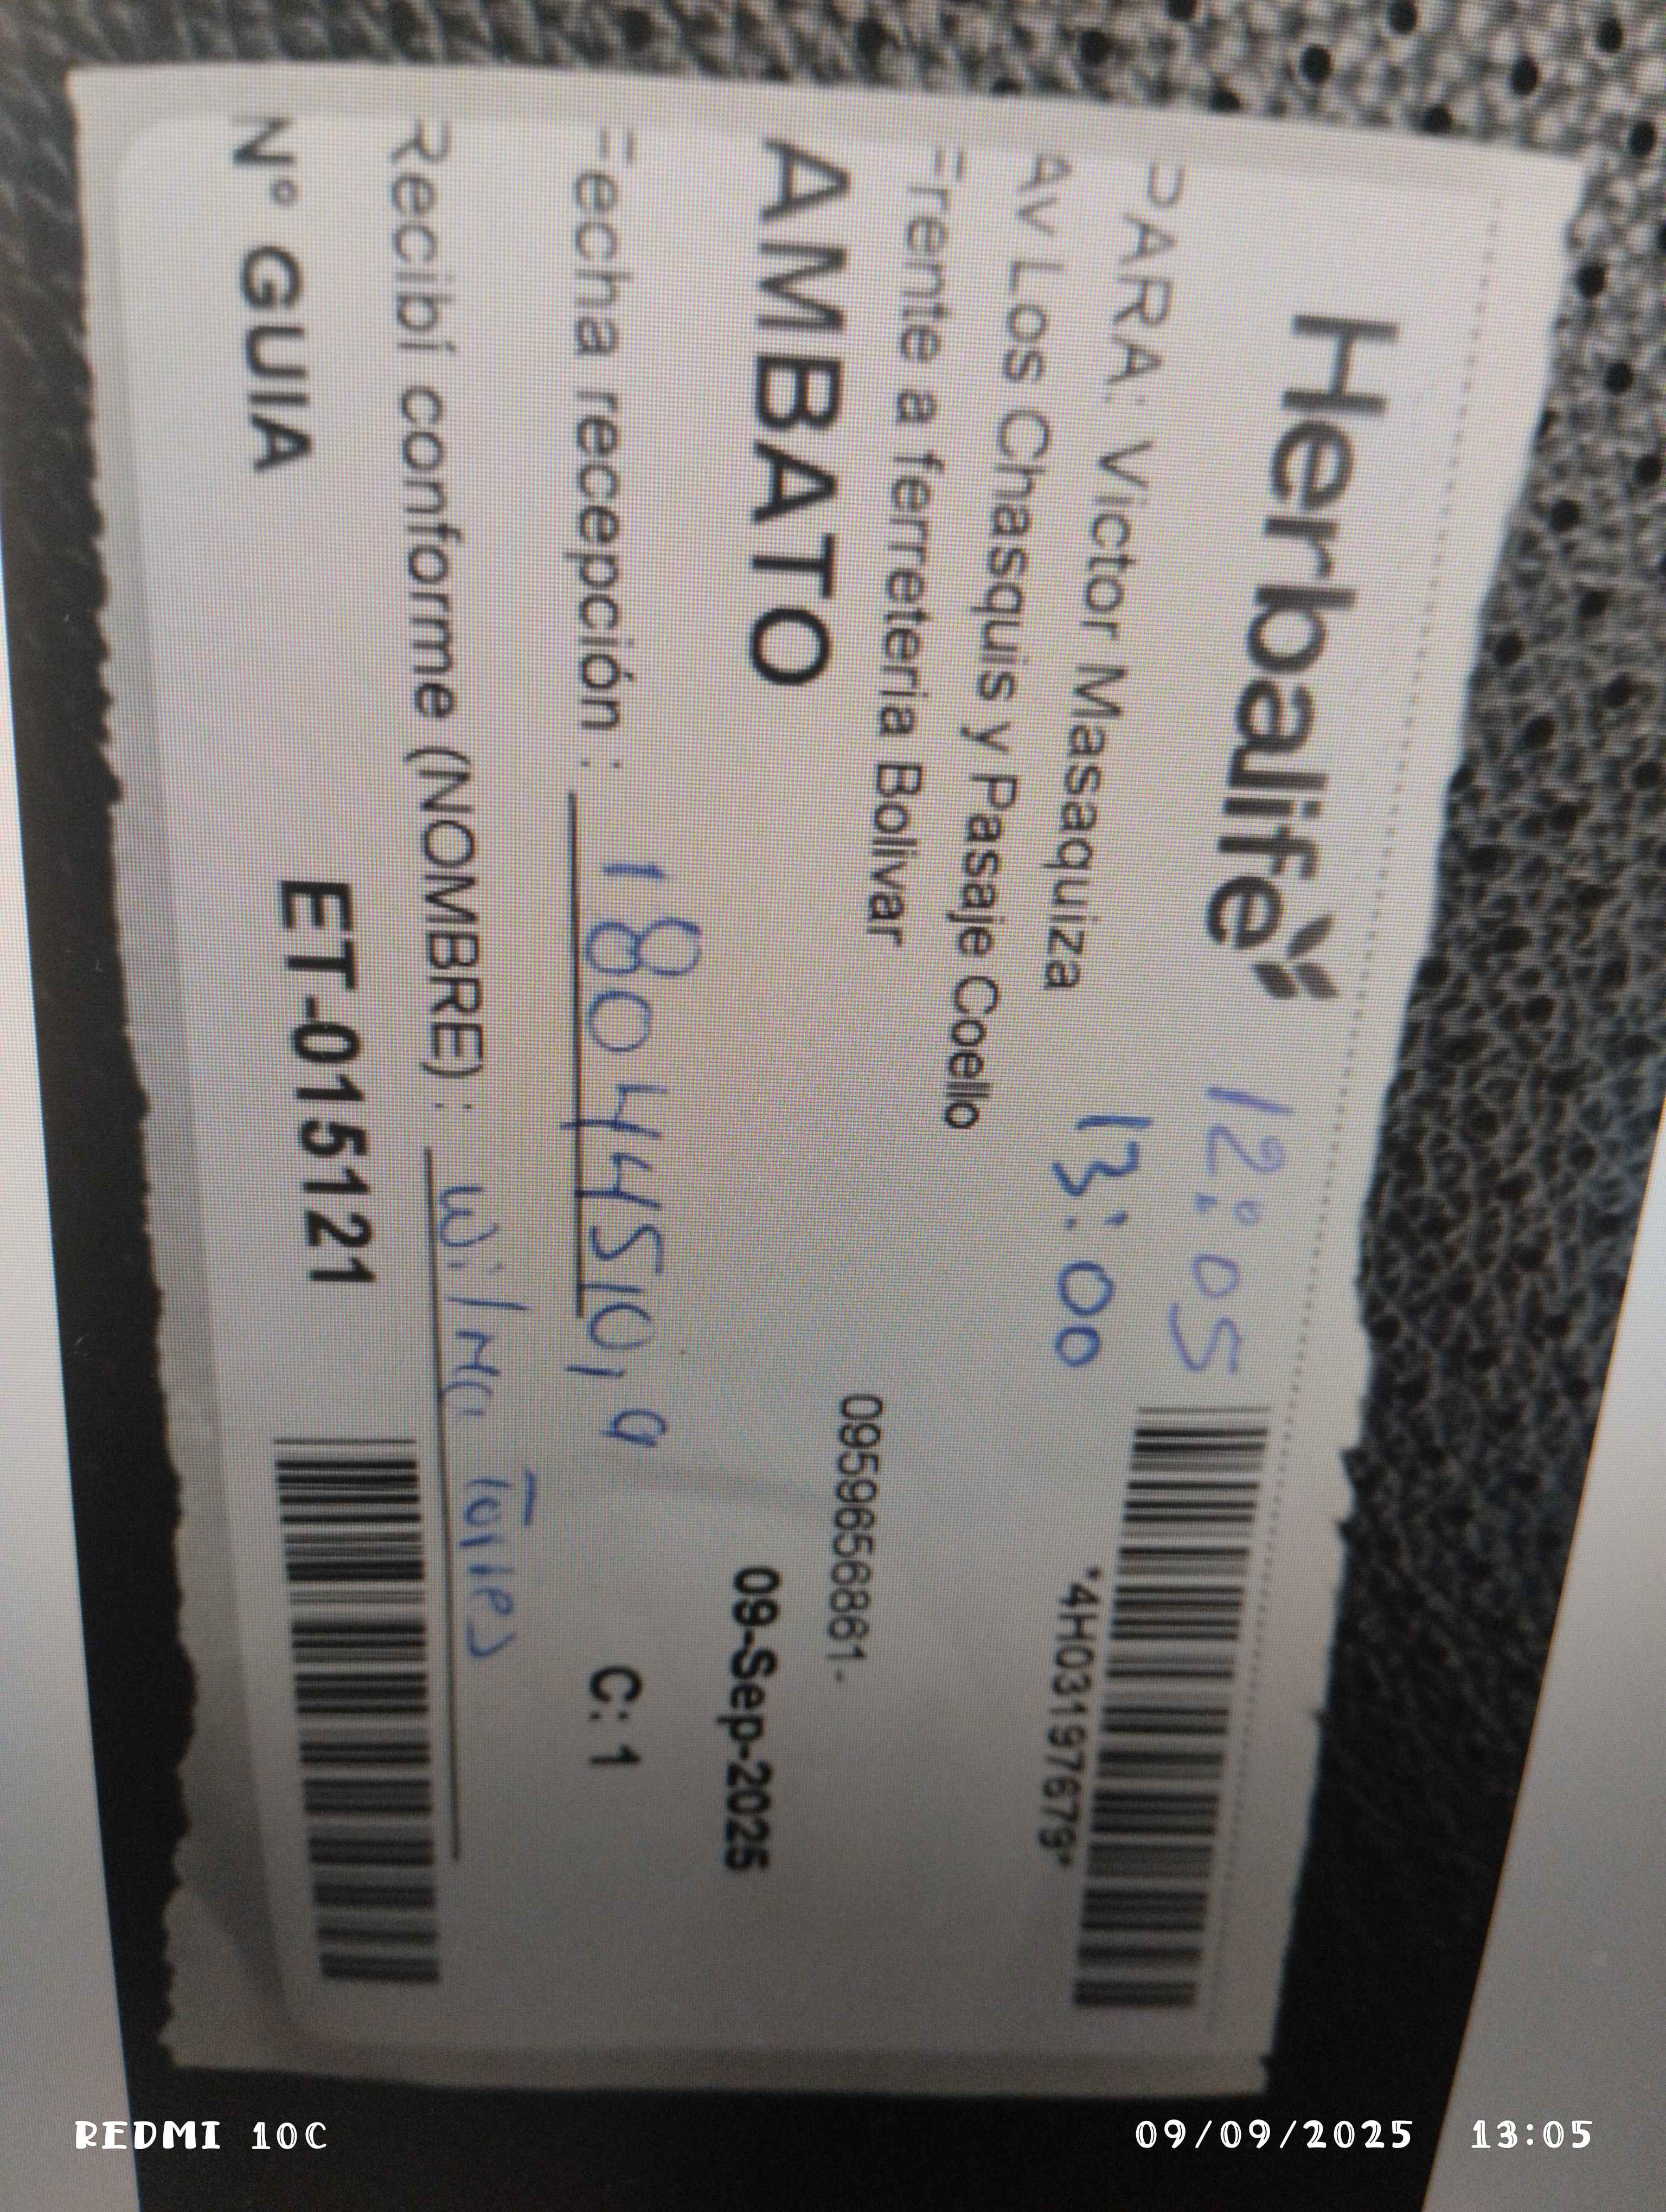 Herbalife
12:05
*4H03197679*
PARA: Victor Masaquiza
13:00
Av Los Chasquis y Pasaje Coello
Frente a ferreteria Bolivar
0959656861-
AMBATO
09-Sep-2025
Fecha recepción :
C: 1
Recibí conforme (NOMBRE) : Wilma Torres
N° GUIA
ET-015121
REDMI 10C
09/09/2025 13:05